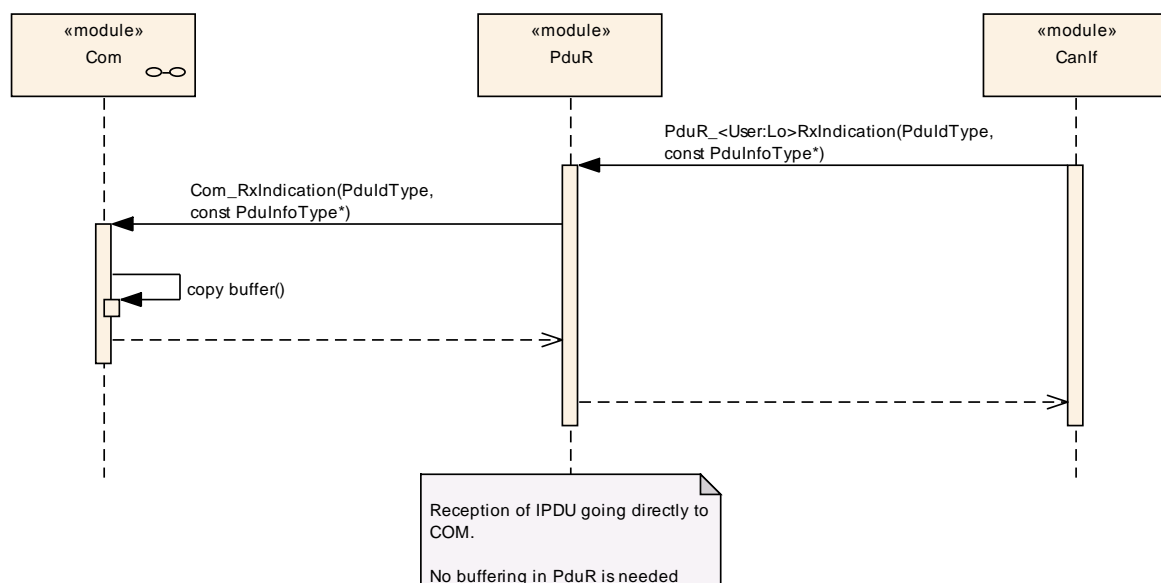 «module»
Com
«module»
PduR
«module»
CanIf
PduR_<User:Lo>RxIndication(PduIdType,
const PduInfoType*)
Com_RxIndication(PduIdType,
const PduInfoType*)
copy buffer()
Reception of IPDU going directly to
COM.
No buffering in PduR is needed